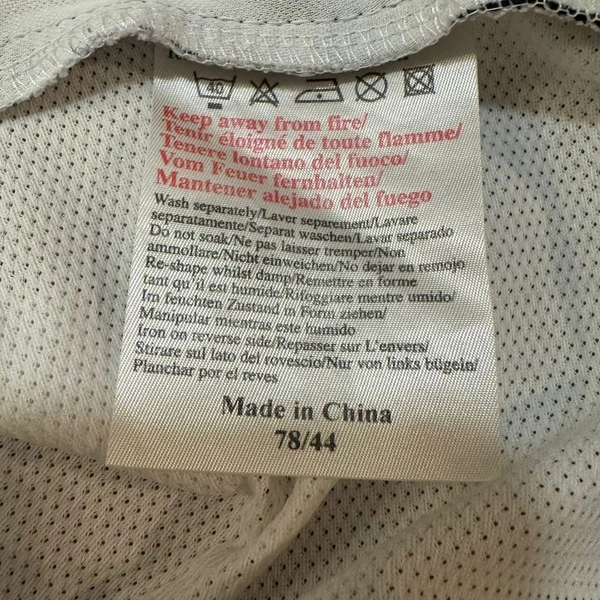 40
Keep away from fire/
Tenir éloigné de toute flamme/
Tenere lontano del fuoco/
Vom Feuer fernhalten/
Mantener alejado del fuego
Wash separately/Laver separement/Lavare
separatamente/Separat waschen/Lavar separado
Do not soak/Ne pas laisser tremper/Non
ammollare/Nicht einweichen/No dejar en remojo
Re-shape whilst damp/Remettre en forme
tant qu'il est humide/Rifoggiare mentre umido/
Im feuchten Zustand in Form ziehen/
Manipular mientras este humido
Iron on reverse side/Repasser sur L'envers/
Stirare sul lato del rovescio/Nur von links bügein/
Planchar por el reves
Made in China
78/44